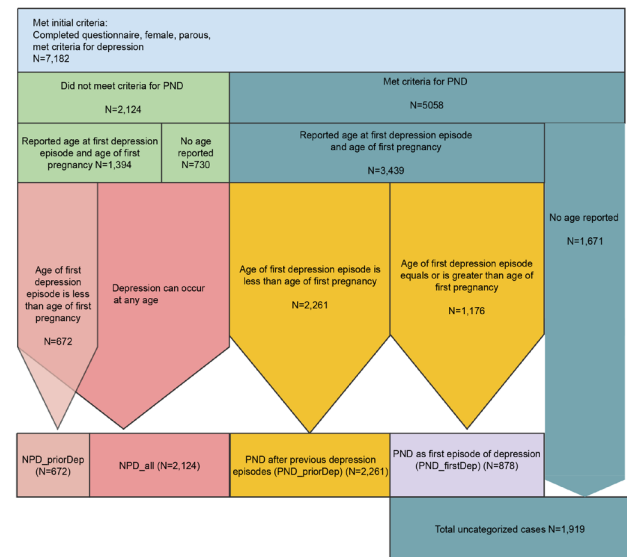 Met initial criteria:
Completed questionnaire, female, parous,
met criteria for depression
N=7,182
Did not meet criteria for PND
N=2,124
Met criteria for PND
N=5058
Reported age at first depression
episode and age of first
pregnancy N=1,394
No age
reported
N=730
Reported age at first depression episode
and age of first pregnancy
N=3,439
No age reported
N=1,671
Age of first
depression
episode is less
than age of first
pregnancy
N=672
Depression can occur
at any age
Age of first depression episode is
less than age of first pregnancy
N=2,261
Age of first depression episode
equals or is greater than age of
first pregnancy
N=1,176
NPD_priorDep
(N=672)
NPD_all (N=2,124)
PND after previous depression
episodes (PND_priorDep) (N=2,261)
PND as first episode of depression
(PND_firstDep) (N=878)
Total uncategorized cases N=1,919